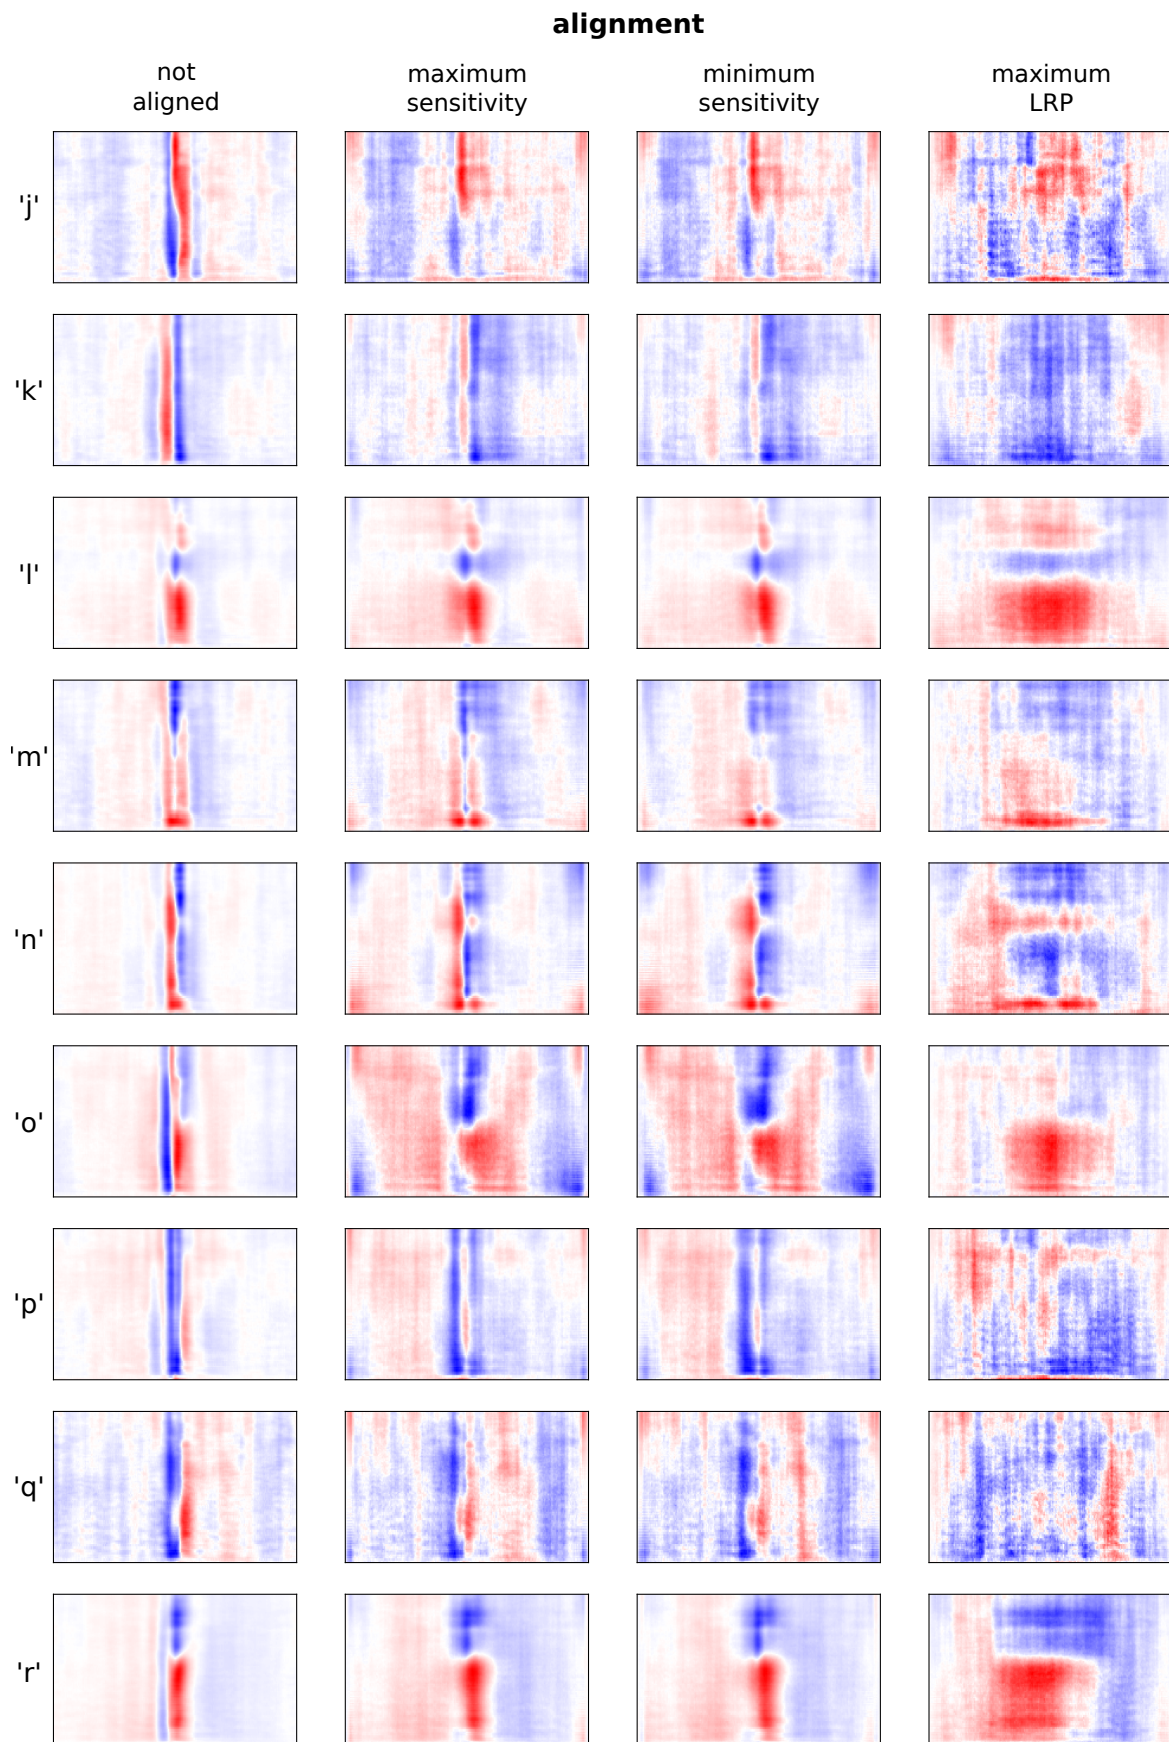 alignment
not aligned
maximum sensitivity
minimum sensitivity
maximum LRP
'j'
'k'
'l'
'm'
'n'
'o'
'p'
'q'
'r'